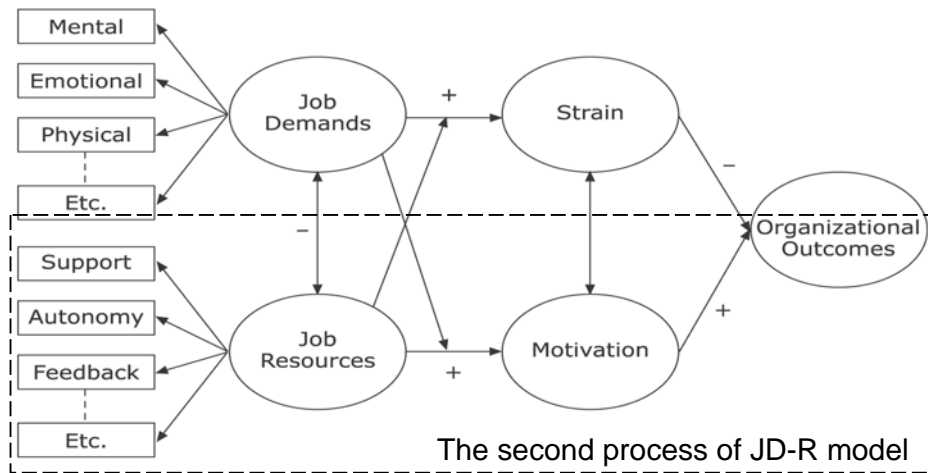 Mental
Emotional
Physical
Etc.
Job
Demands
+
Strain
–
–
Organizational
Outcomes
Support
Autonomy
Feedback
Etc.
Job
Resources
+
Motivation
+
The second process of JD-R model